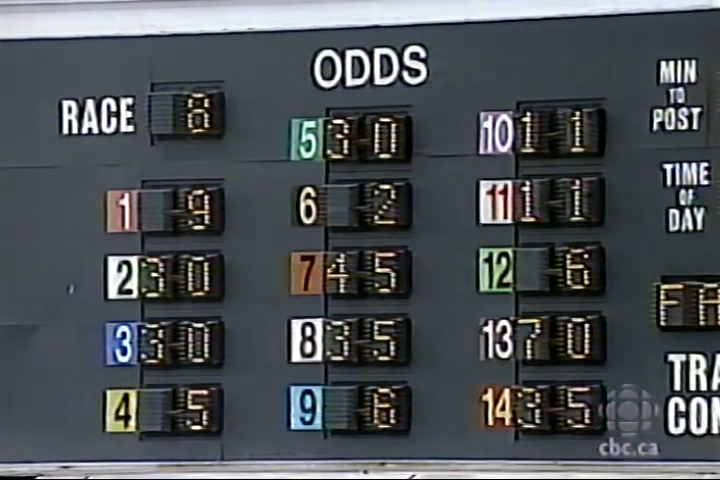 ODDS
RACE 8
MIN
TO
POST
1 9
2 30
3 30
4 5
5 30
6 2
7 45
8 35
9 6
10 11
11 11
12 6
13 70
14 35
TIME
OF
DAY
FA
TRA
CON
cbc.ca